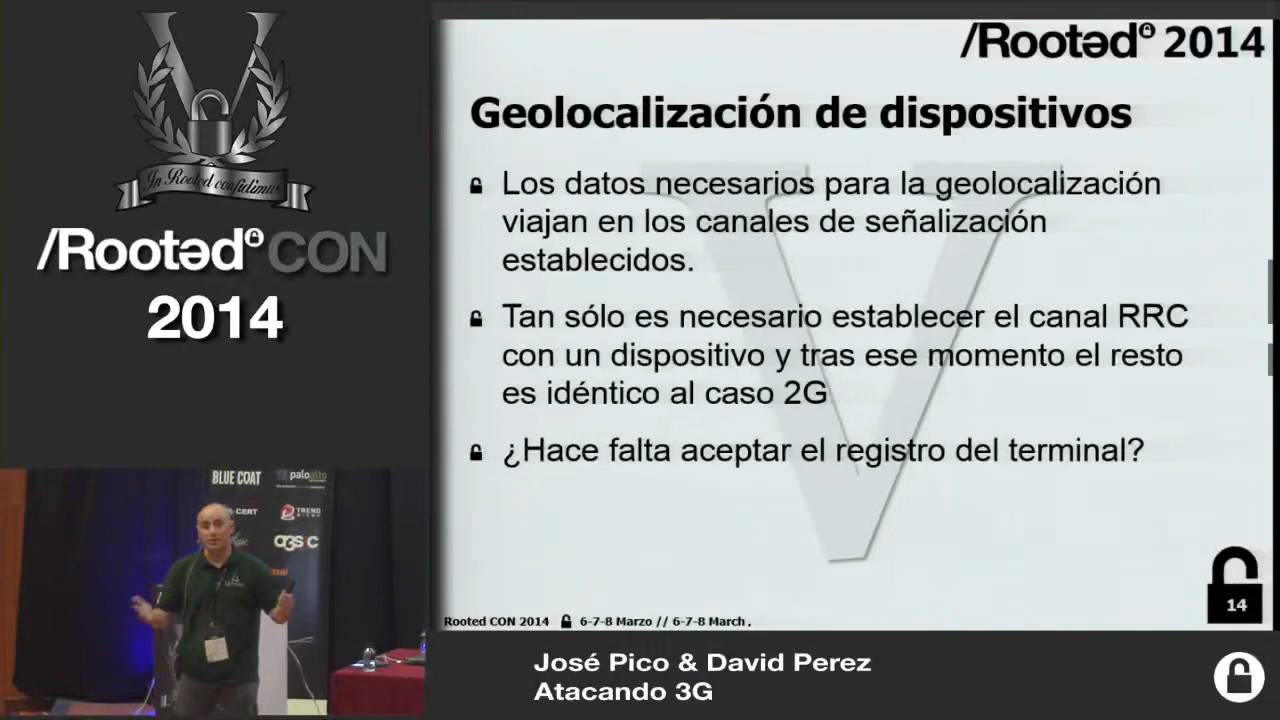 In Rooted confidimus
/Rootəd CON
2014
/Rootəd 2014
Geolocalización de dispositivos
Los datos necesarios para la geolocalización
viajan en los canales de señalización
establecidos.
Tan sólo es necesario establecer el canal RRC
con un dispositivo y tras ese momento el resto
es idéntico al caso 2G
¿Hace falta aceptar el registro del terminal?
14
Rooted CON 2014 6-7-8 Marzo // 6-7-8 March.
BLUE COAT
paloalto
CERT
TREND
MICRO
a3sec
José Pico & David Perez
Atacando 3G